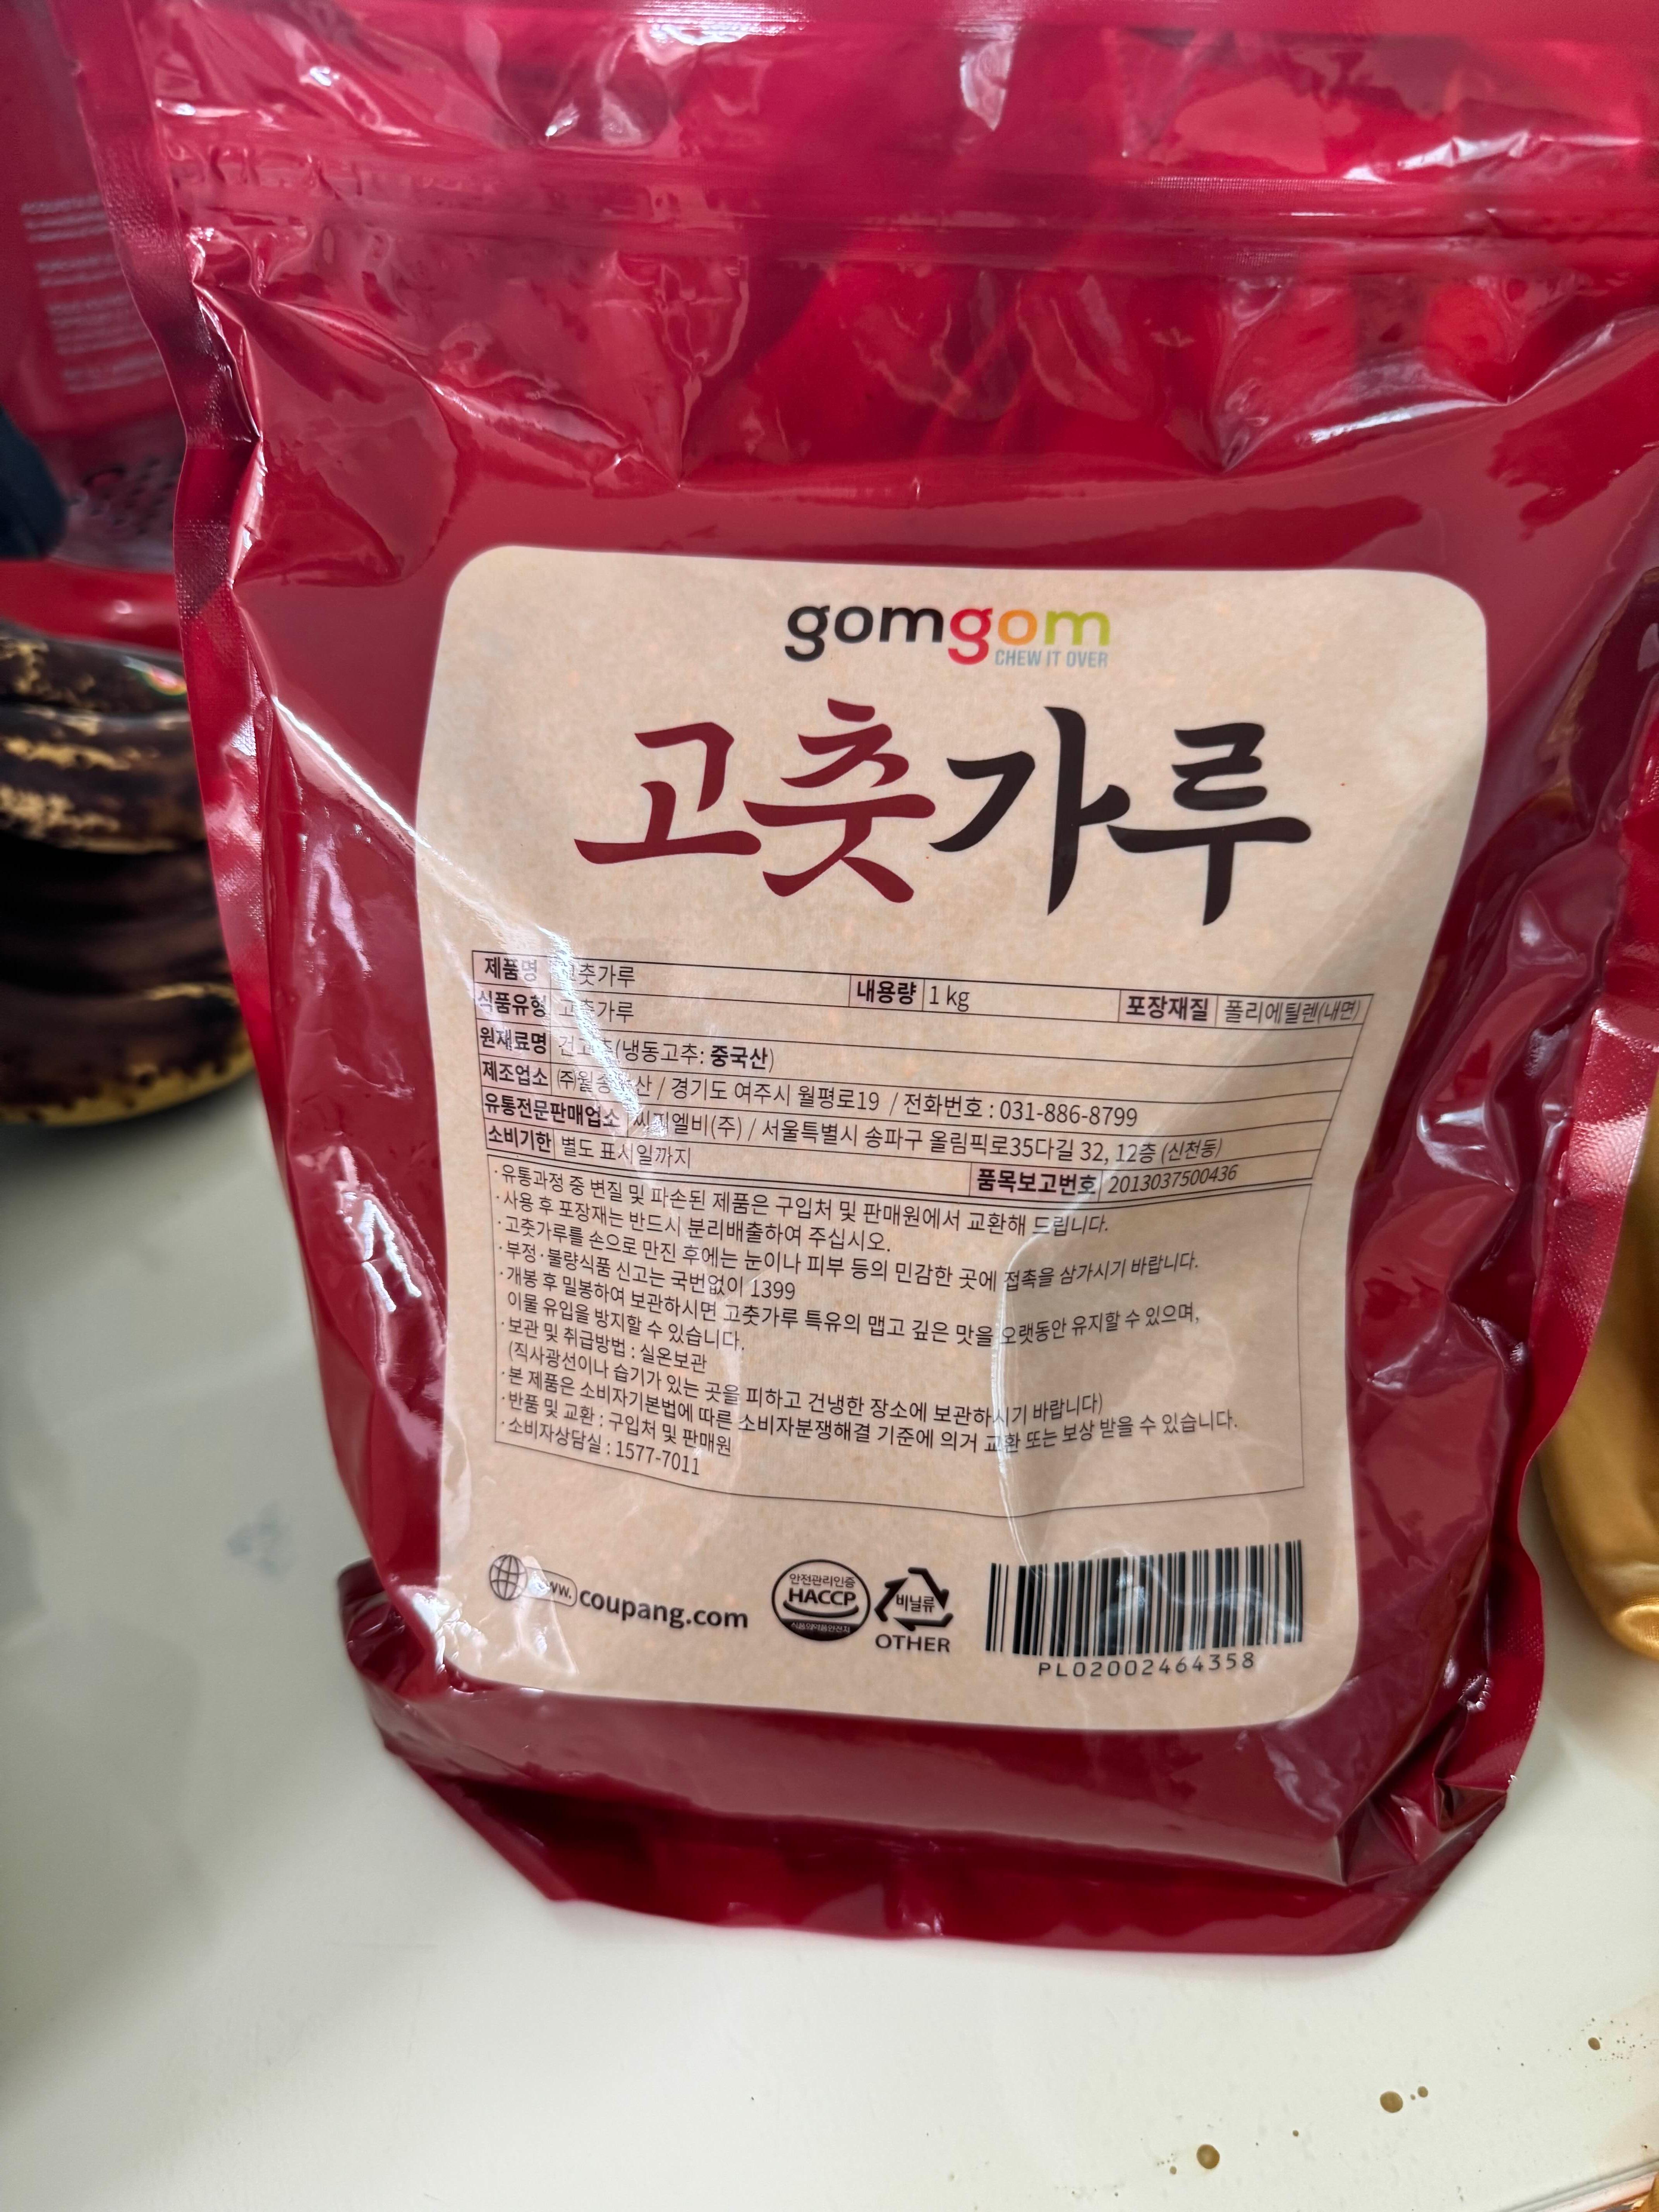 gomgom
CHEW IT OVER
고춧가루
제품명 고춧가루 내용량 1 kg 포장재질 폴리에틸렌(내면)
식품유형 고춧가루
원재료명 건고추(냉동고추: 중국산)
제조업소 / 경기도 여주시 월평로19 / 전화번호 : 031-886-8799
유통전문판매업소 씨피엘비(주) / 서울특별시 송파구 올림픽로35다길 32, 12층 (신천동)
소비기한 별도 표시일까지 품목보고번호 2013037500436
·유통과정 중 변질 및 파손된 제품은 구입처 및 판매원에서 교환해 드립니다.
·사용 후 포장재는 반드시 분리배출하여 주십시오.
·고춧가루를 손으로 만진 후에는 눈이나 피부 등의 민감한 곳에 접촉을 삼가시기 바랍니다.
·부정·불량식품 신고는 국번없이 1399
·개봉 후 밀봉하여 보관하시면 고춧가루 특유의 맵고 깊은 맛을 오랫동안 유지할 수 있으며,
이물 유입을 방지할 수 있습니다.
·보관 및 취급방법 : 실온보관
(직사광선이나 습기가 있는 곳을 피하고 건냉한 장소에 보관하시기 바랍니다)
·본 제품은 소비자기본법에 따른 소비자분쟁해결 기준에 의거 교환 또는 보상 받을 수 있습니다.
·반품 및 교환 : 구입처 및 판매원
·소비자상담실 : 1577-7011
www. coupang.com
안전관리인증
HACCP
식품의약품안전처
비닐류
OTHER
PL02002464358